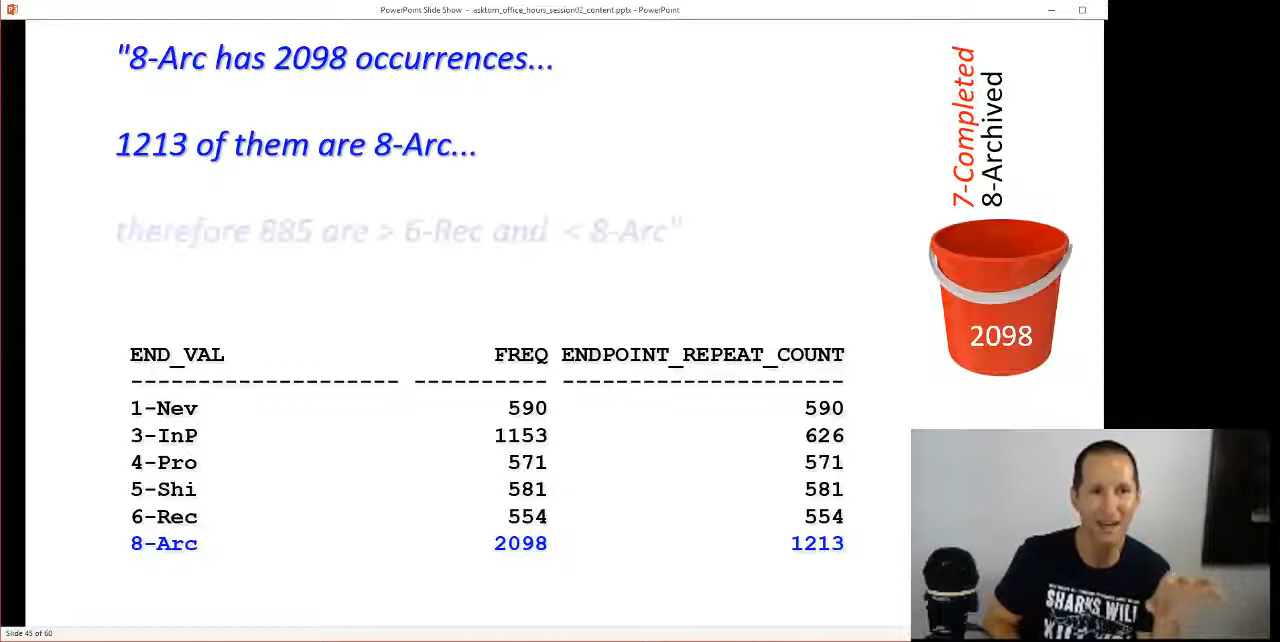 PowerPoint Slide Show - asktom_office_hours_session02_content.pptx - PowerPoint
"8-Arc has 2098 occurrences...
1213 of them are 8-Arc...
therefore 885 are > 6-Rec and < 8-Arc"
7-Completed
8-Archived
2098
END_VAL FREQ ENDPOINT_REPEAT_COUNT
-------------------- ---------- ---------------------
1-Nev 590 590
3-InP 1153 626
4-Pro 571 571
5-Shi 581 581
6-Rec 554 554
8-Arc 2098 1213
SHARKS WILL
Slide 45 of 60